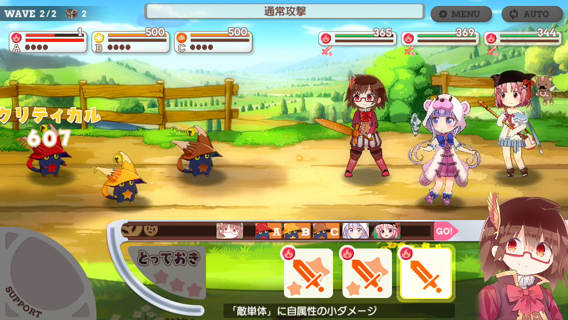 WAVE 2/2 2
通常攻撃
MENU
AUTO
1
500
500
365
369
344
A
B
C
クリティカル
607
A B C GO!
とっておき
SUPPORT
「敵単体」に自属性の小ダメージ